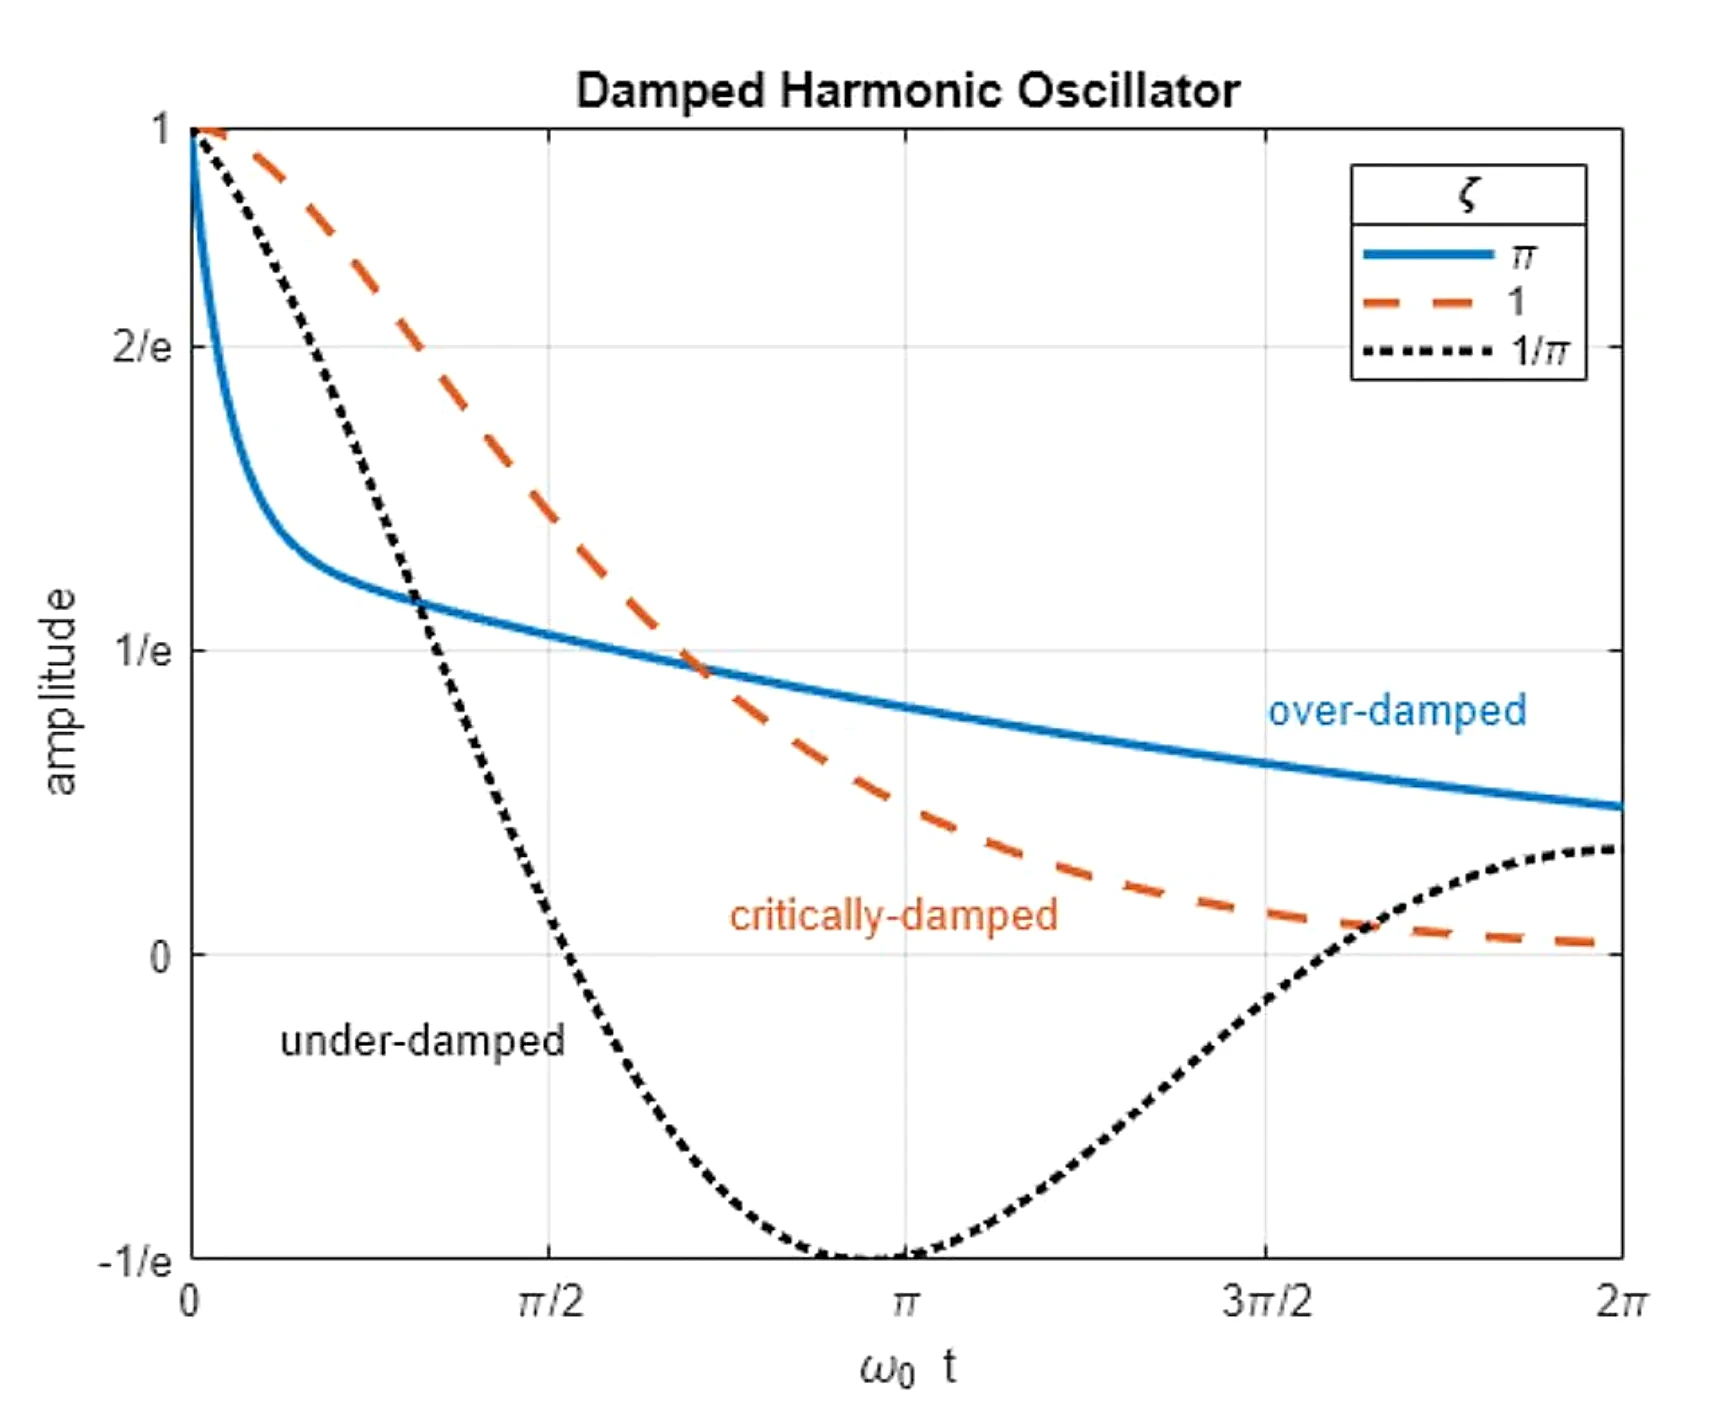 Damped Harmonic Oscillator
1
2/e
1/e
0
-1/e
amplitude
ζ
π
1
1/π
over-damped
critically-damped
under-damped
0 π/2 π 3π/2 2π
ω₀ t